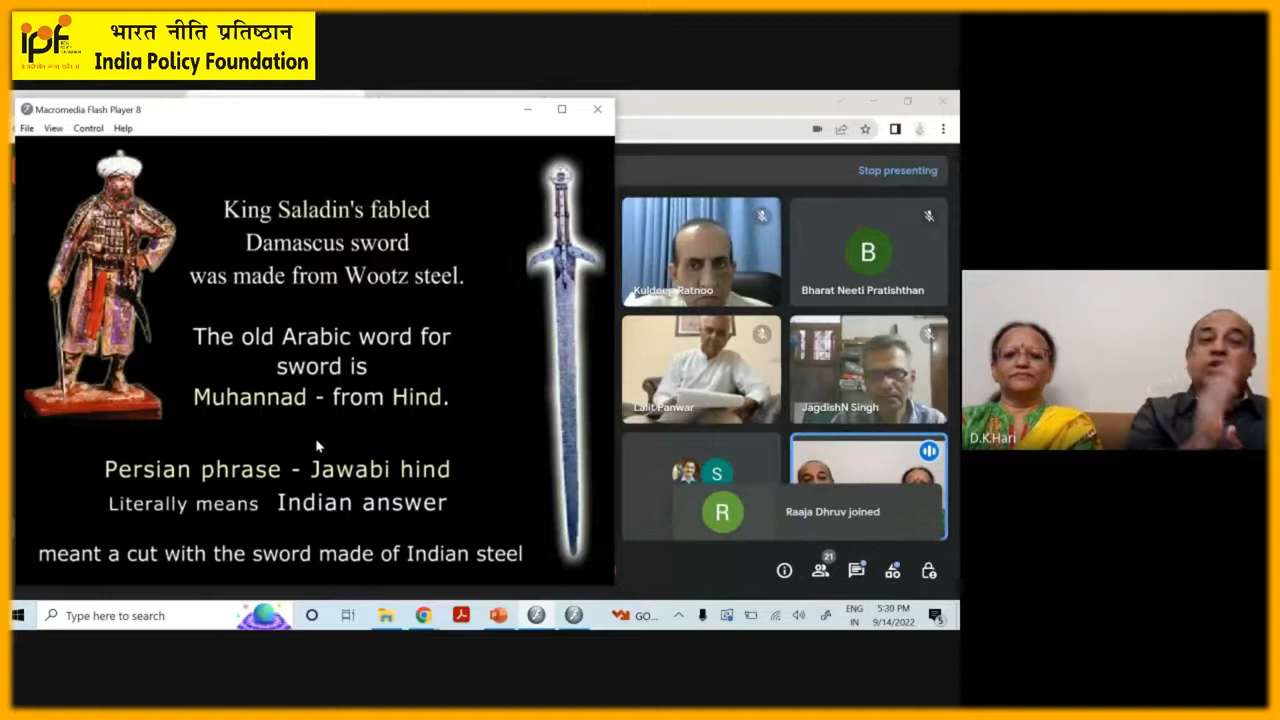 भारत नीति प्रतिष्ठान
ipf
India Policy Foundation
Macromedia Flash Player 8
File View Control Help
King Saladin's fabled
Damascus sword
was made from Wootz steel.
The old Arabic word for
sword is
Muhannad - from Hind.
Persian phrase - Jawabi hind
Literally means Indian answer
meant a cut with the sword made of Indian steel
Stop presenting
Kuldeep Ratnoo
B
Bharat Neeti Pratishthan
Lalit Panwar
JagdishN Singh
S
R
Raaja Dhruv joined
21
D.K.Hari
Type here to search
GO...
ENG
IN
5:30 PM
9/14/2022
5